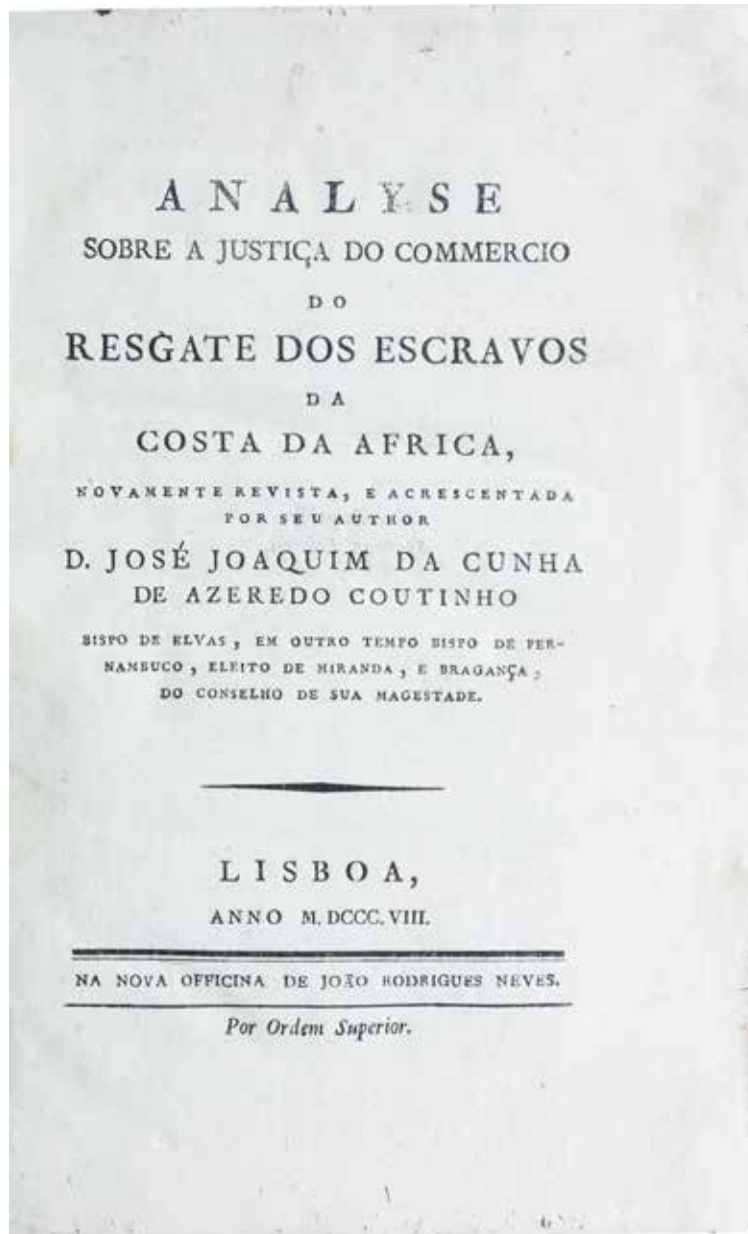 ANALYSE
SOBRE A JUSTIÇA DO COMMERCIO
DO
RESGATE DOS ESCRAVOS
DA
COSTA DA AFRICA,
NOVAMENTE REVISTA, E ACRESCENTADA
POR SEU AUTHOR
D. JOSÉ JOAQUIM DA CUNHA
DE AZEREDO COUTINHO
BISPO DE ELVAS, EM OUTRO TEMPO BISPO DE PER-
NAMBUCO, ELEITO DE MIRANDA, E BRAGANÇA,
DO CONSELHO DE SUA MAGESTADE.
LISBOA,
ANNO M. DCCC. VIII.
NA NOVA OFFICINA DE JOÃO RODRIGUES NEVES.
Por Ordem Superior.